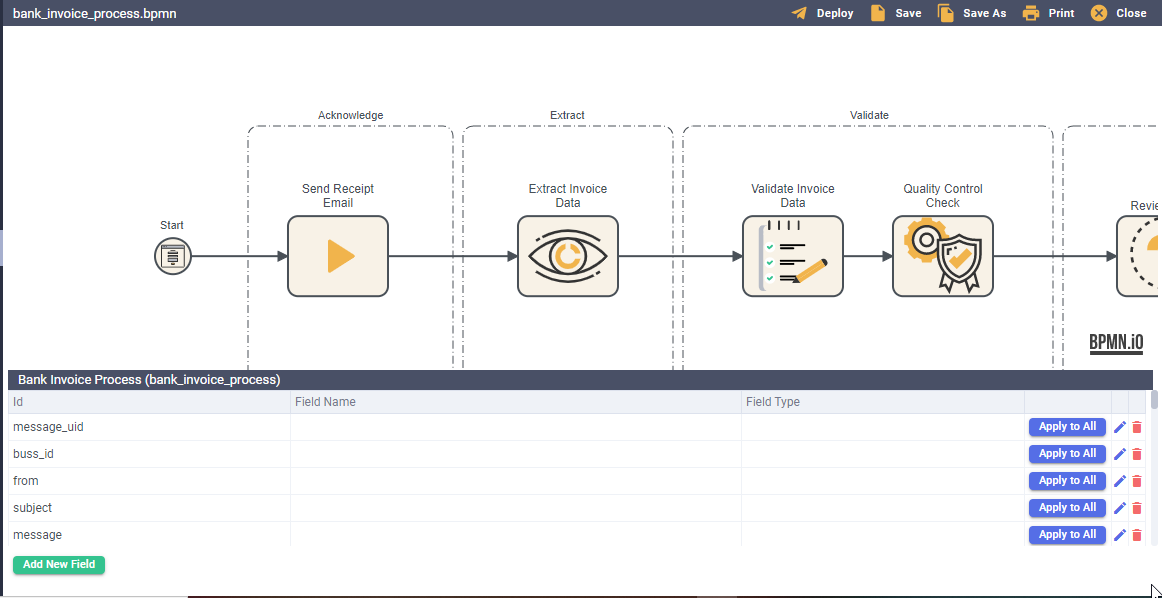 bank_invoice_process.bpmn
Deploy
Save
Save As
Print
Close
Acknowledge
Extract
Validate
Send Receipt
Email
Extract Invoice
Data
Validate Invoice
Data
Quality Control
Check
Start
BPMN.iO
Bank Invoice Process (bank_invoice_process)
Id Field Name Field Type
message_uid Apply to All
buss_id Apply to All
from Apply to All
subject Apply to All
message Apply to All
Add New Field